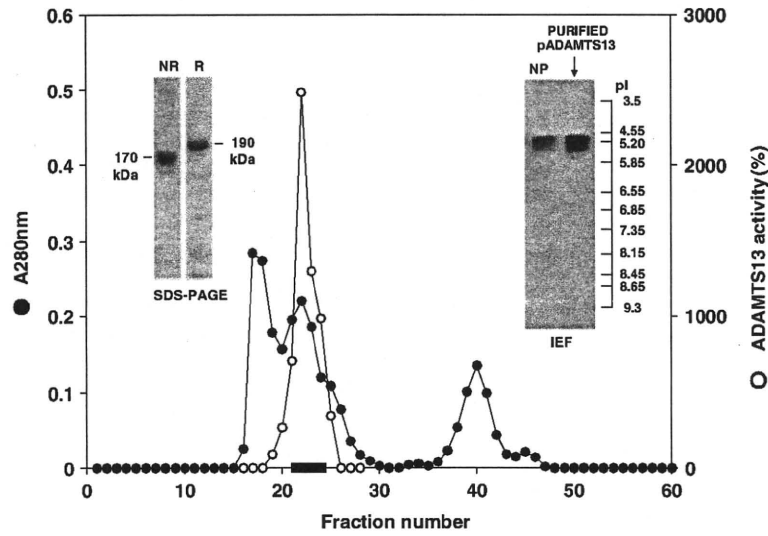 0.6
0.5
0.4
0.3
0.2
0.1
0
A280nm
0
10
20
30
40
50
60
Fraction number
3000
2000
1000
0
ADAMTS13 activity (%)
NR R
170 kDa
190 kDa
SDS-PAGE
PURIFIED
pADAMTS13
NP
pI
3.5
4.55
5.20
5.85
6.55
6.85
7.35
8.15
8.45
8.65
9.3
IEF